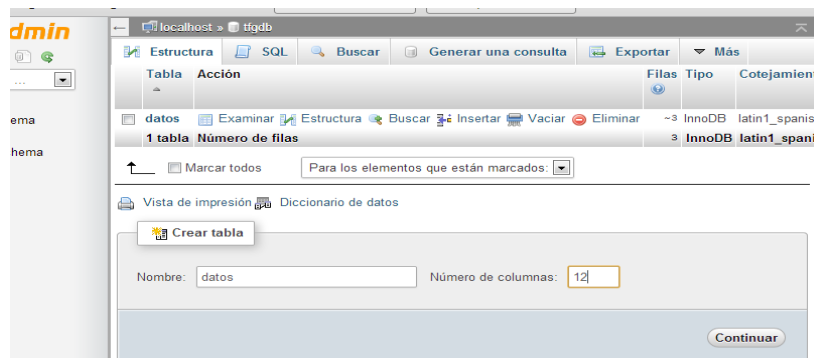 dmin
localhost » tfgdb
Estructura SQL Buscar Generar una consulta Exportar Más
Tabla Acción Filas Tipo Cotejamien
...
ema datos Examinar Estructura Buscar Insertar Vaciar Eliminar ~3 InnoDB latin1_spanis
1 tabla Número de filas 3 InnoDB latin1_spani
hema
Marcar todos Para los elementos que están marcados:
Vista de impresión Diccionario de datos
Crear tabla
Nombre: datos Número de columnas: 12
Continuar